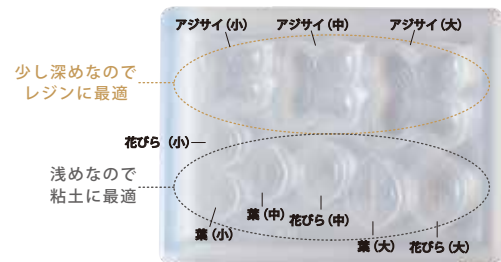 アジサイ（小）
アジサイ（中）
アジサイ（大）
少し深めなので
レジンに最適
花びら（小）
浅めなので
粘土に最適
葉（小）
葉（中）
花びら（中）
葉（大）
花びら（大）